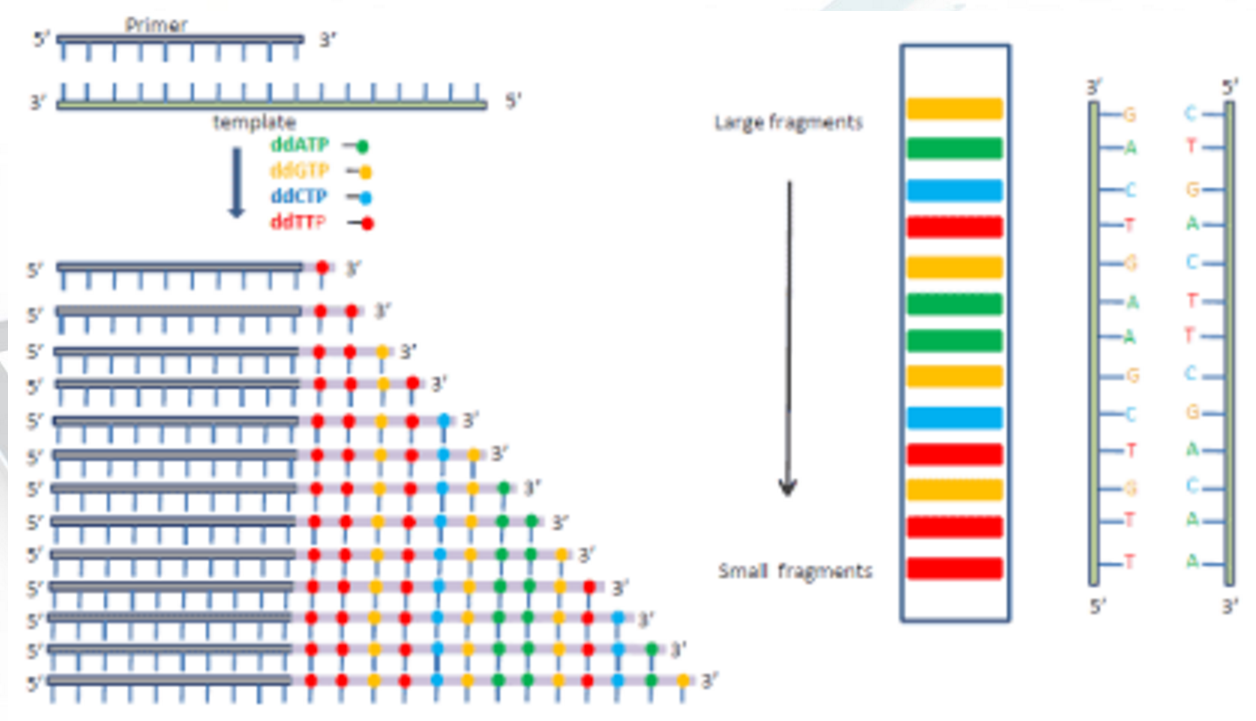 Primer
5' 3'
3' 5'
template
ddATP
ddGTP
ddCTP
ddTTP
5' 3'
5' 3'
5' 3'
5' 3'
5' 3'
5' 3'
5' 3'
5' 3'
5' 3'
5' 3'
5' 3'
5' 3'
5' 3'
Large fragments
Small fragments
3' 5'
G C
A T
C G
T A
G C
A T
A T
G C
C G
T A
G C
T A
T A
5' 3'